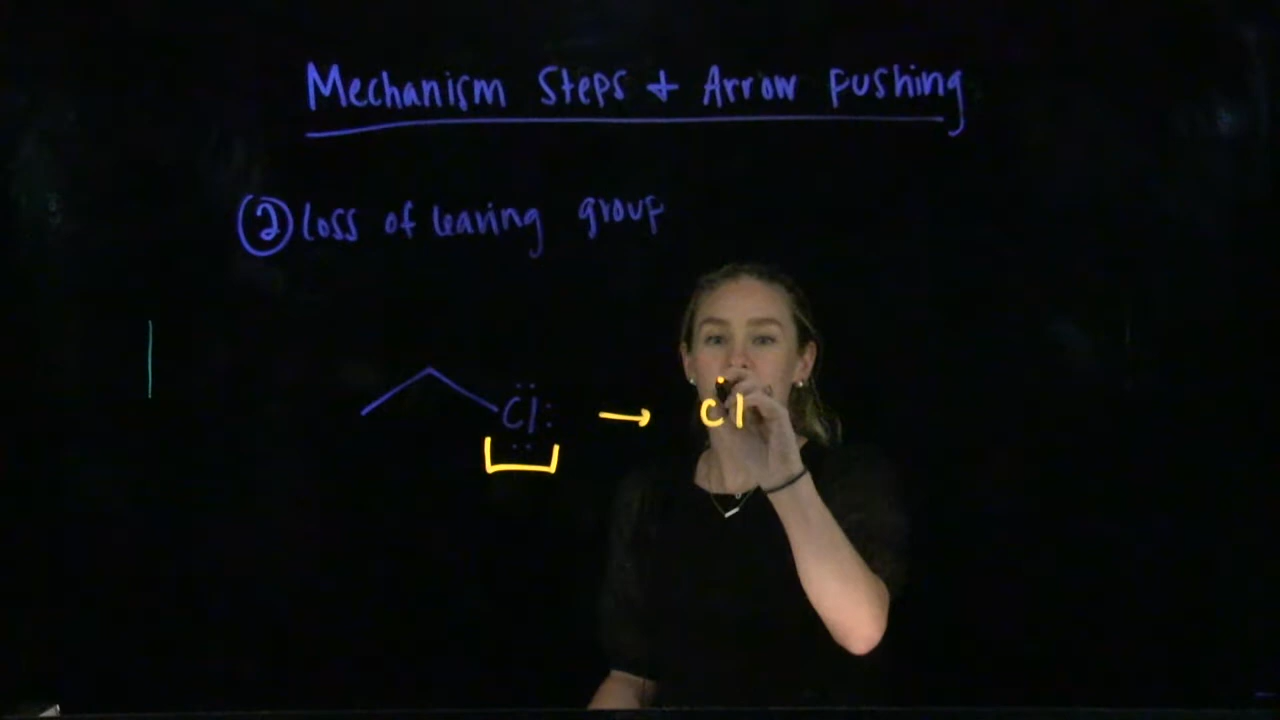 Mechanism Steps + Arrow Pushing
② Loss of leaving group
Cl → Cl